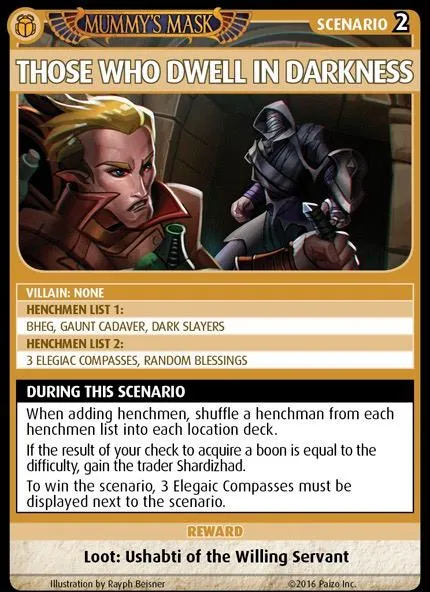 MUMMY'S MASK
SCENARIO 2
THOSE WHO DWELL IN DARKNESS
VILLAIN: NONE
HENCHMEN LIST 1:
BHEG, GAUNT CADAVER, DARK SLAYERS
HENCHMEN LIST 2:
3 ELEGIAC COMPASSES, RANDOM BLESSINGS
DURING THIS SCENARIO
When adding henchmen, shuffle a henchman from each
henchmen list into each location deck.
If the result of your check to acquire a boon is equal to the
difficulty, gain the trader Shardizhad.
To win the scenario, 3 Elegaic Compasses must be
displayed next to the scenario.
REWARD
Loot: Ushabti of the Willing Servant
Illustration by Rayph Beisner
©2016 Paizo Inc.